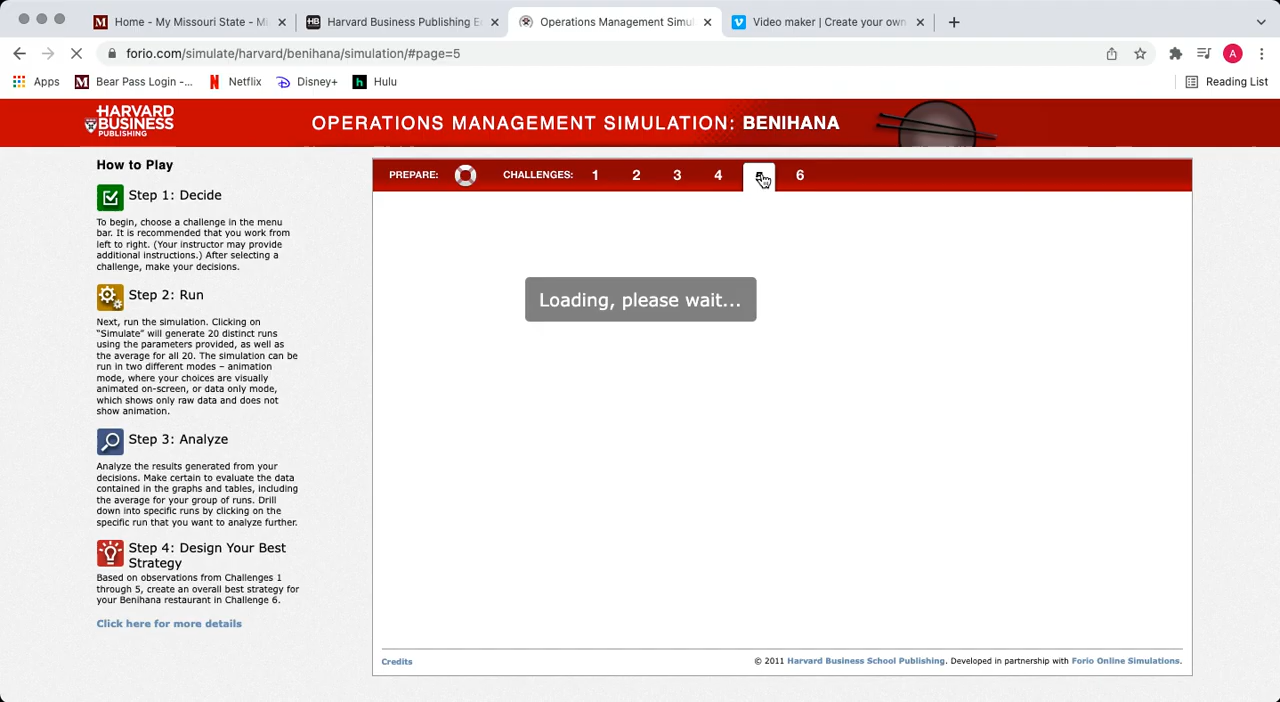 Home - My Missouri State - Mi
Harvard Business Publishing E
Operations Management Simul
Video maker | Create your own
forio.com/simulate/harvard/benihana/simulation/#page=5
A
Apps
Bear Pass Login -...
Netflix
Disney+
Hulu
Reading List
HARVARD
BUSINESS
PUBLISHING
OPERATIONS MANAGEMENT SIMULATION: BENIHANA
How to Play
Step 1: Decide
To begin, choose a challenge in the menu
bar. It is recommended that you work from
left to right. (Your instructor may provide
additional instructions.) After selecting a
challenge, make your decisions.
Step 2: Run
Next, run the simulation. Clicking on
"Simulate" will generate 20 distinct runs
using the parameters provided, as well as
the average for all 20. The simulation can be
run in two different modes – animation
mode, where your choices are visually
animated on-screen, or data only mode,
which shows only raw data and does not
show animation.
Step 3: Analyze
Analyze the results generated from your
decisions. Make certain to evaluate the data
contained in the graphs and tables, including
the average for your group of runs. Drill
down into specific runs by clicking on the
specific run that you want to analyze further.
Step 4: Design Your Best
Strategy
Based on observations from Challenges 1
through 5, create an overall best strategy for
your Benihana restaurant in Challenge 6.
Click here for more details
PREPARE: CHALLENGES: 1 2 3 4 5 6
Loading, please wait...
Credits
© 2011 Harvard Business School Publishing. Developed in partnership with Forio Online Simulations.